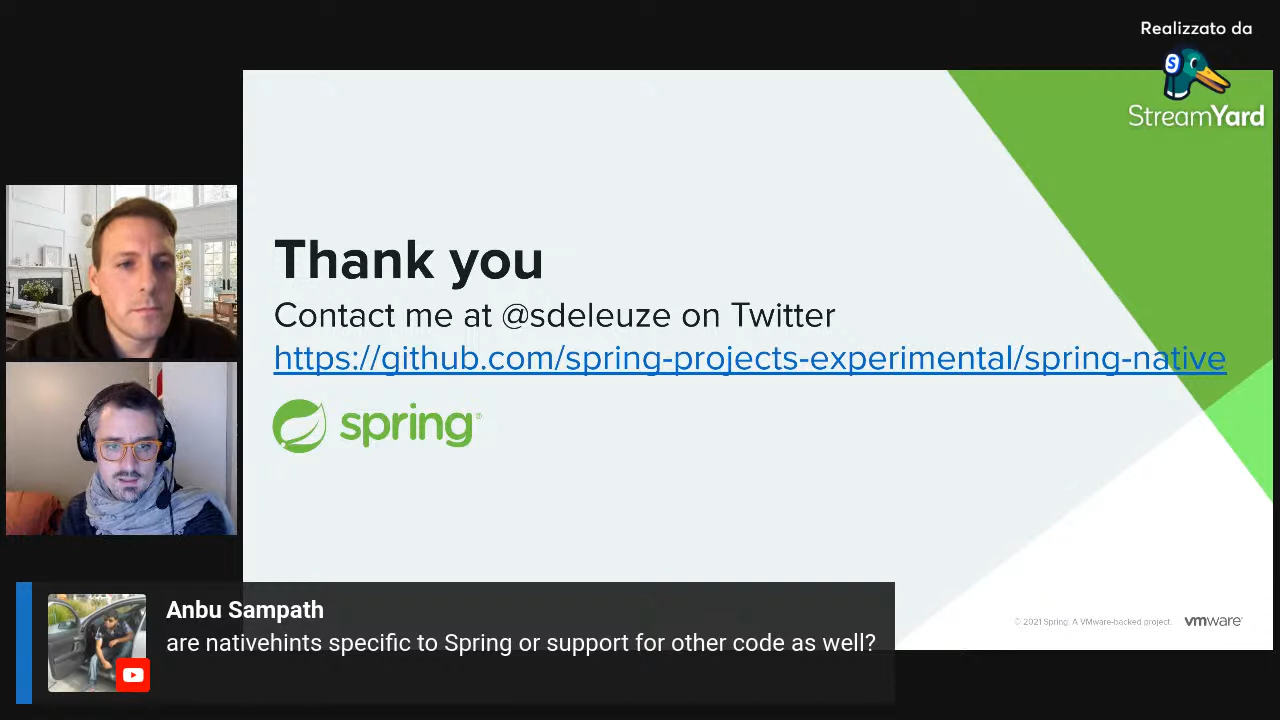 Realizzato da
StreamYard
Thank you
Contact me at @sdeleuze on Twitter
https://github.com/spring-projects-experimental/spring-native
spring®
© 2021 Spring. A VMware-backed project.
vmware®
Anbu Sampath
are nativehints specific to Spring or support for other code as well?